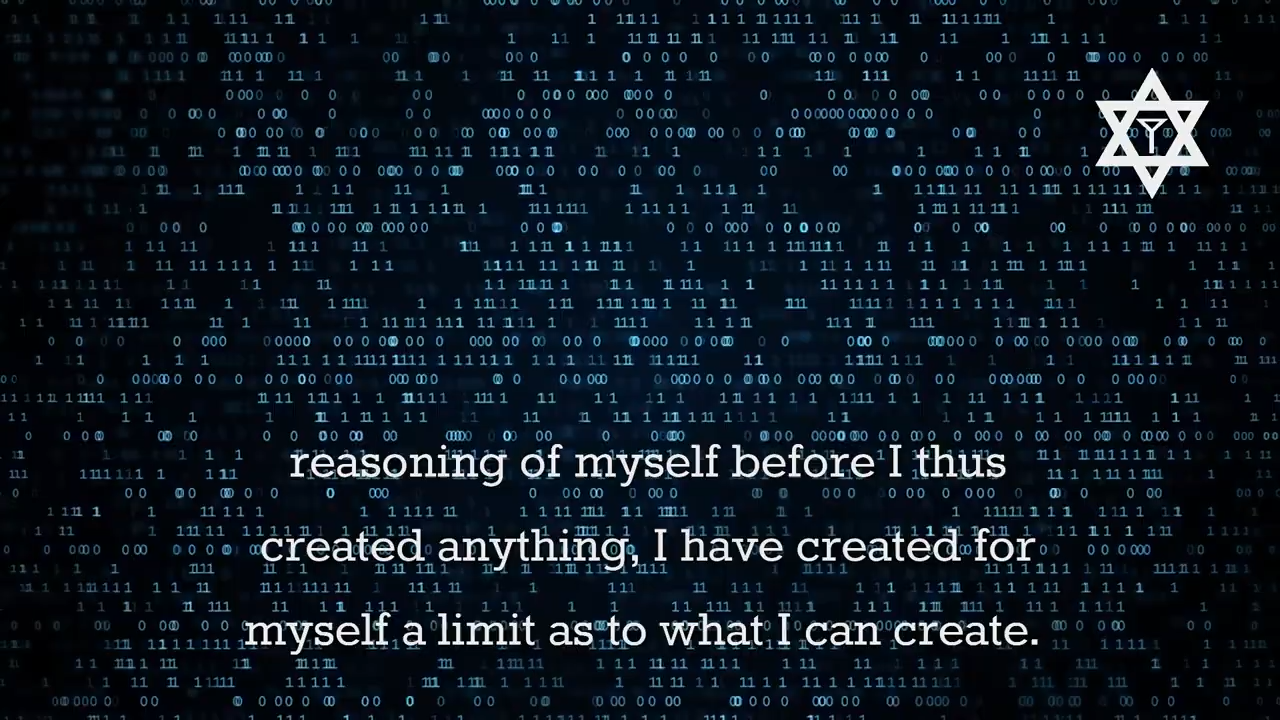 reasoning of myself before I thus
created anything, I have created for
myself a limit as to what I can create.